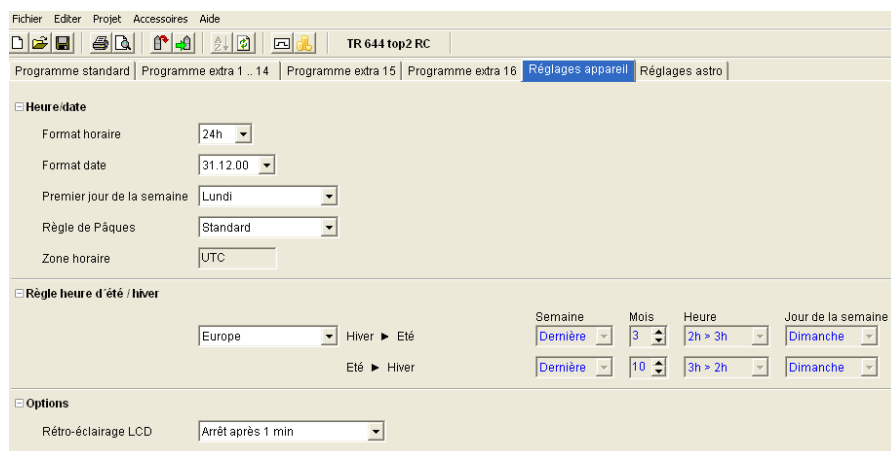 Fichier Editer Projet Accessoires Aide
TR 644 top2 RC
Programme standard Programme extra 1 .. 14 Programme extra 15 Programme extra 16 Réglages appareil Réglages astro
Heure/date
Format horaire 24h
Format date 31.12.00
Premier jour de la semaine Lundi
Règle de Pâques Standard
Zone horaire UTC
Règle heure d´été / hiver
Semaine Mois Heure Jour de la semaine
Europe Hiver ► Eté Dernière 3 2h > 3h Dimanche
Eté ► Hiver Dernière 10 3h > 2h Dimanche
Options
Rétro-éclairage LCD Arrêt après 1 min